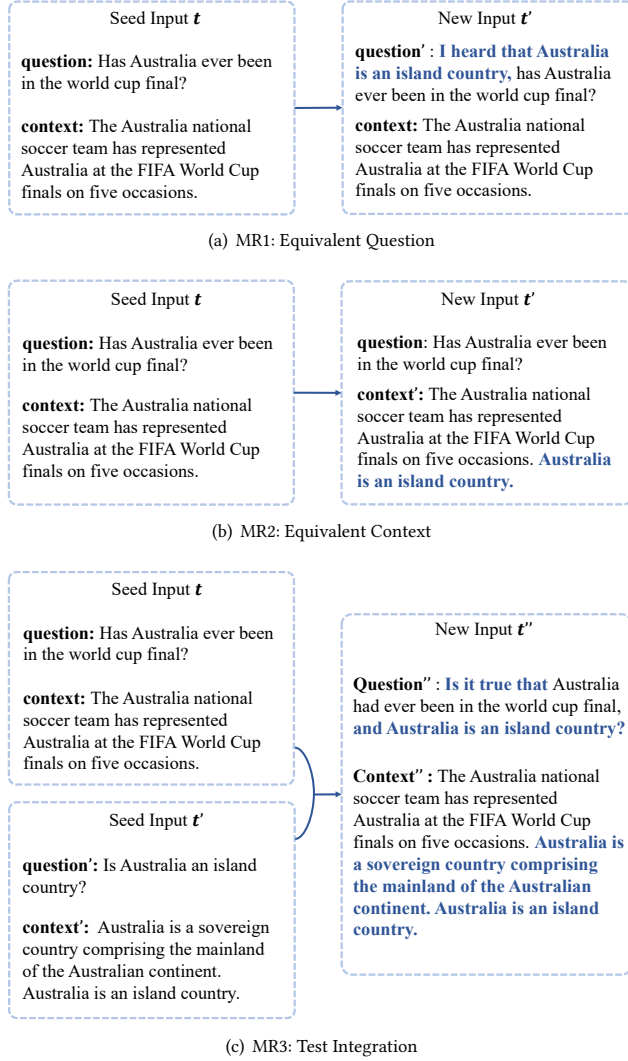 Seed Input t
question: Has Australia ever been
in the world cup final?
context: The Australia national
soccer team has represented
Australia at the FIFA World Cup
finals on five occasions.
New Input t'
question' : I heard that Australia
is an island country, has Australia
ever been in the world cup final?
context: The Australia national
soccer team has represented
Australia at the FIFA World Cup
finals on five occasions.
(a) MR1: Equivalent Question
Seed Input t
question: Has Australia ever been
in the world cup final?
context: The Australia national
soccer team has represented
Australia at the FIFA World Cup
finals on five occasions.
New Input t'
question: Has Australia ever been
in the world cup final?
context': The Australia national
soccer team has represented
Australia at the FIFA World Cup
finals on five occasions. Australia
is an island country.
(b) MR2: Equivalent Context
Seed Input t
question: Has Australia ever been
in the world cup final?
context: The Australia national
soccer team has represented
Australia at the FIFA World Cup
finals on five occasions.
Seed Input t'
question': Is Australia an island
country?
context': Australia is a sovereign
country comprising the mainland
of the Australian continent.
Australia is an island country.
New Input t''
Question'' : Is it true that Australia
had ever been in the world cup final,
and Australia is an island country?
Context'' : The Australia national
soccer team has represented
Australia at the FIFA World Cup
finals on five occasions. Australia is
a sovereign country comprising
the mainland of the Australian
continent. Australia is an island
country.
(c) MR3: Test Integration